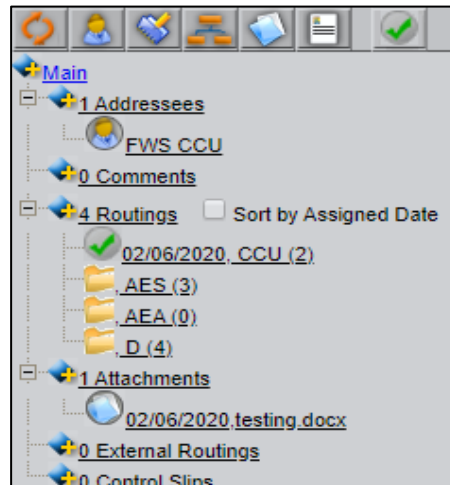 Main
1 Addressees
FWS CCU
0 Comments
4 Routings Sort by Assigned Date
02/06/2020, CCU (2)
, AES (3)
, AEA (0)
, D (4)
1 Attachments
02/06/2020,testing.docx
0 External Routings
0 Control Slips